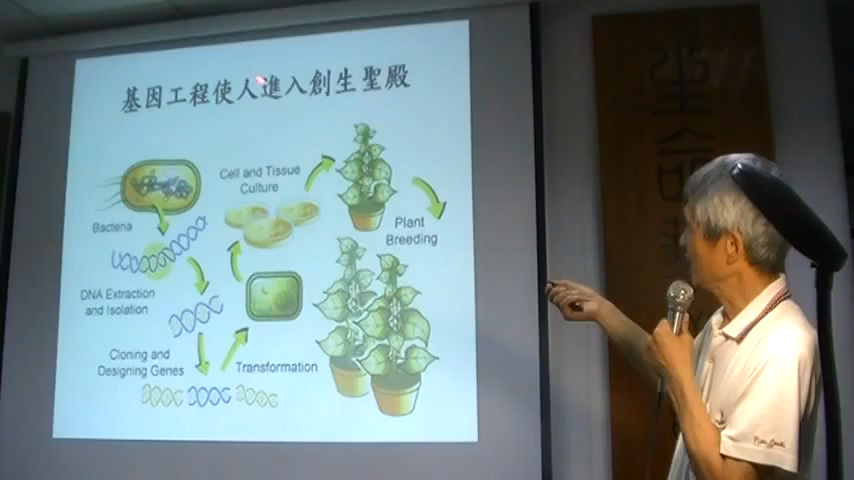 基因工程使人進入創生聖殿
Cell and Tissue
Culture
Bacteria
Plant
Breeding
DNA Extraction
and Isolation
Cloning and
Designing Genes
Transformation